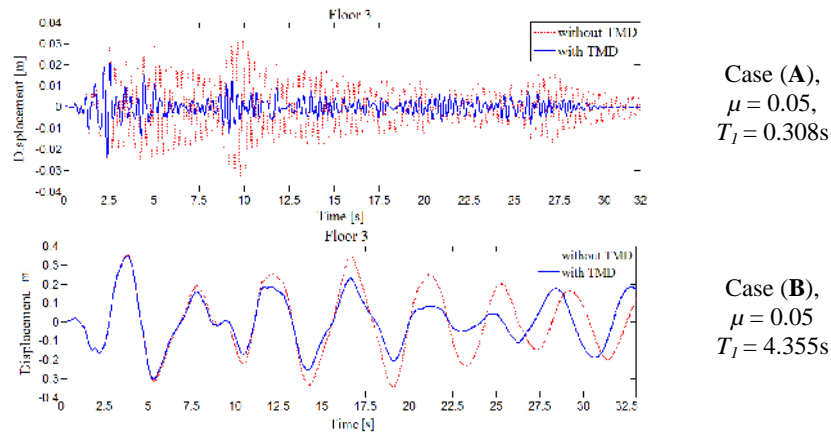 Floor 3
0.04
0.03
0.02
0.01
0
-0.01
-0.02
-0.03
-0.04
Displacement [m]
without TMD
with TMD
0 2.5 5 7.5 10 12.5 15 17.5 20 22.5 25 27.5 30 32
Time [s]
Case (A),
μ = 0.05,
T1 = 0.308s
Floor 3
0.4
0.3
0.2
0.1
0
0.1
0.2
0.3
0.4
Displacement m
without TMD
with TMD
0 2.5 5 7.5 10 12.5 15 17.5 20 22.5 25 27.5 30 32.5
Time [s]
Case (B),
μ = 0.05
T1 = 4.355s